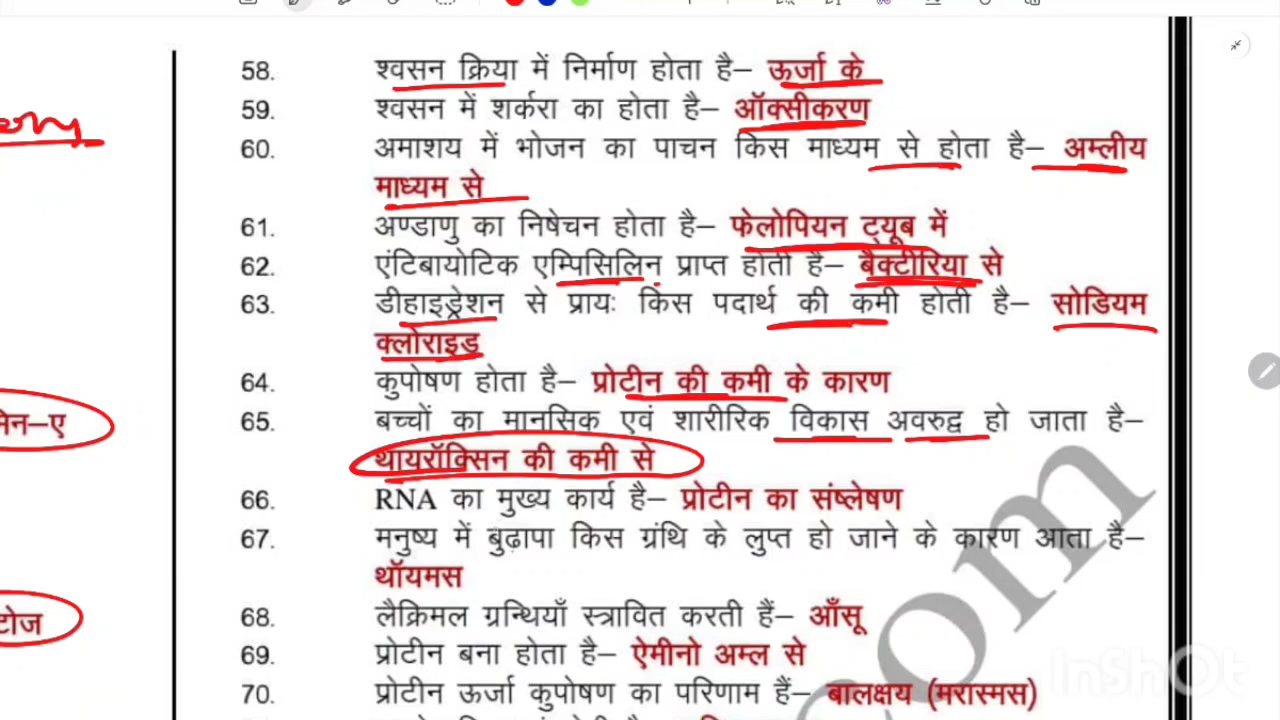 58. श्वसन क्रिया में निर्माण होता है– ऊर्जा के
59. श्वसन में शर्करा का होता है– ऑक्सीकरण
60. अमाशय में भोजन का पाचन किस माध्यम से होता है– अम्लीय
माध्यम से
61. अण्डाणु का निषेचन होता है– फेलोपियन ट्यूब में
62. एंटिबायोटिक एम्पिसिलिन प्राप्त होती है– बैक्टीरिया से
63. डीहाइड्रेशन से प्रायः किस पदार्थ की कमी होती है– सोडियम
क्लोराइड
64. कुपोषण होता है– प्रोटीन की कमी के कारण
मिन–ए
65. बच्चों का मानसिक एवं शारीरिक विकास अवरुद्व हो जाता है–
थायरॉक्सिन की कमी से
66. RNA का मुख्य कार्य है– प्रोटीन का संष्लेषण
67. मनुष्य में बुढापा किस ग्रंथि के लुप्त हो जाने के कारण आता है–
थॉयमस
68. लैक्रिमल ग्रन्थियाँ स्त्रावित करती हैं– आँसू
टोज
69. प्रोटीन बना होता है– ऐमीनो अम्ल से
70. प्रोटीन ऊर्जा कुपोषण का परिणाम हैं– बालक्षय (मरास्मस)
.com
InShOt